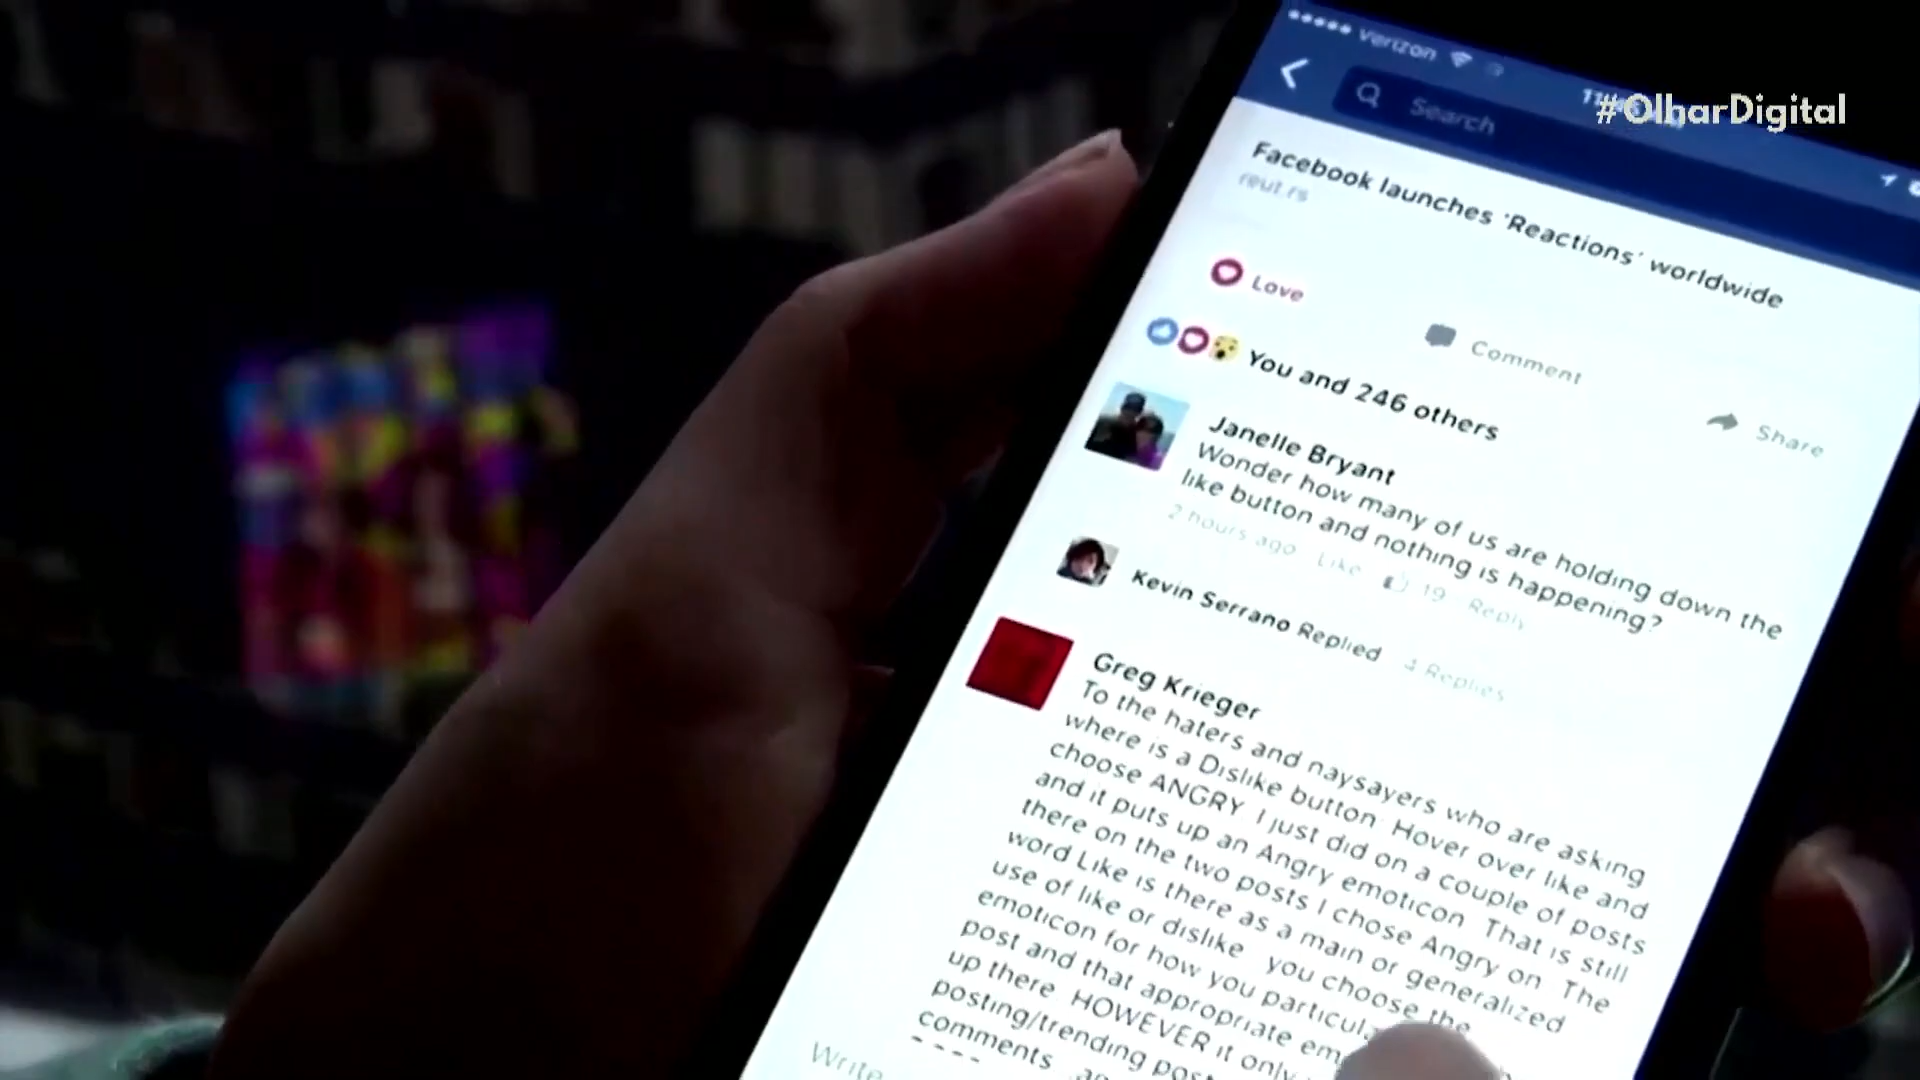 Verizon
#OlharDigital
Search
Facebook launches 'Reactions' worldwide
reut.rs
Love
Comment
Share
You and 246 others
Janelle Bryant
Wonder how many of us are holding down the
like button and nothing is happening?
2 hours ago Like 19 Reply
Kevin Serrano Replied 4 Replies
Greg Krieger
To the haters and naysayers who are asking
where is a Dislike button Hover over like and
choose ANGRY I just did on a couple of posts
and it puts up an Angry emoticon That is still
there on the two posts I chose Angry on The
word Like is there as a main or generalized
use of like or dislike you choose the
emoticon for how you
post and that appropriate
up there HOWEVER it only
posting/trending
comments
Write